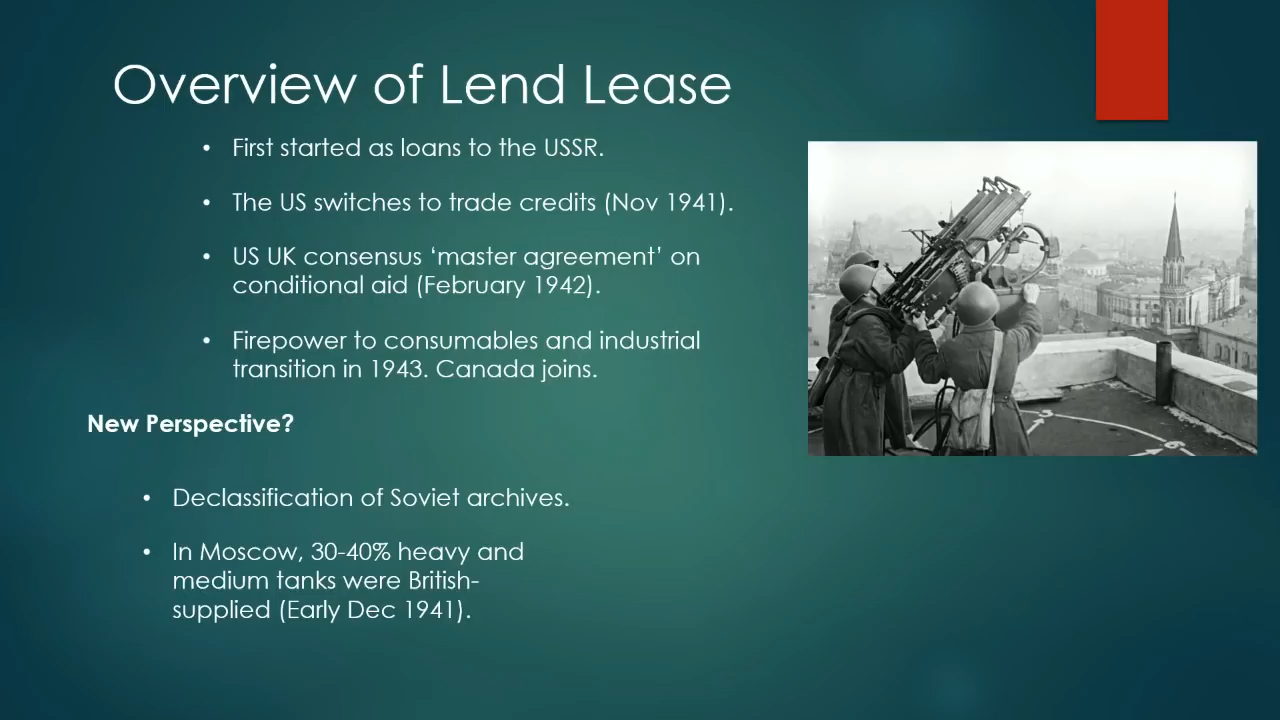 Overview of Lend Lease
• First started as loans to the USSR.
• The US switches to trade credits (Nov 1941).
• US UK consensus ‘master agreement’ on
conditional aid (February 1942).
• Firepower to consumables and industrial
transition in 1943. Canada joins.
New Perspective?
• Declassification of Soviet archives.
• In Moscow, 30-40% heavy and
medium tanks were British-
supplied (Early Dec 1941).